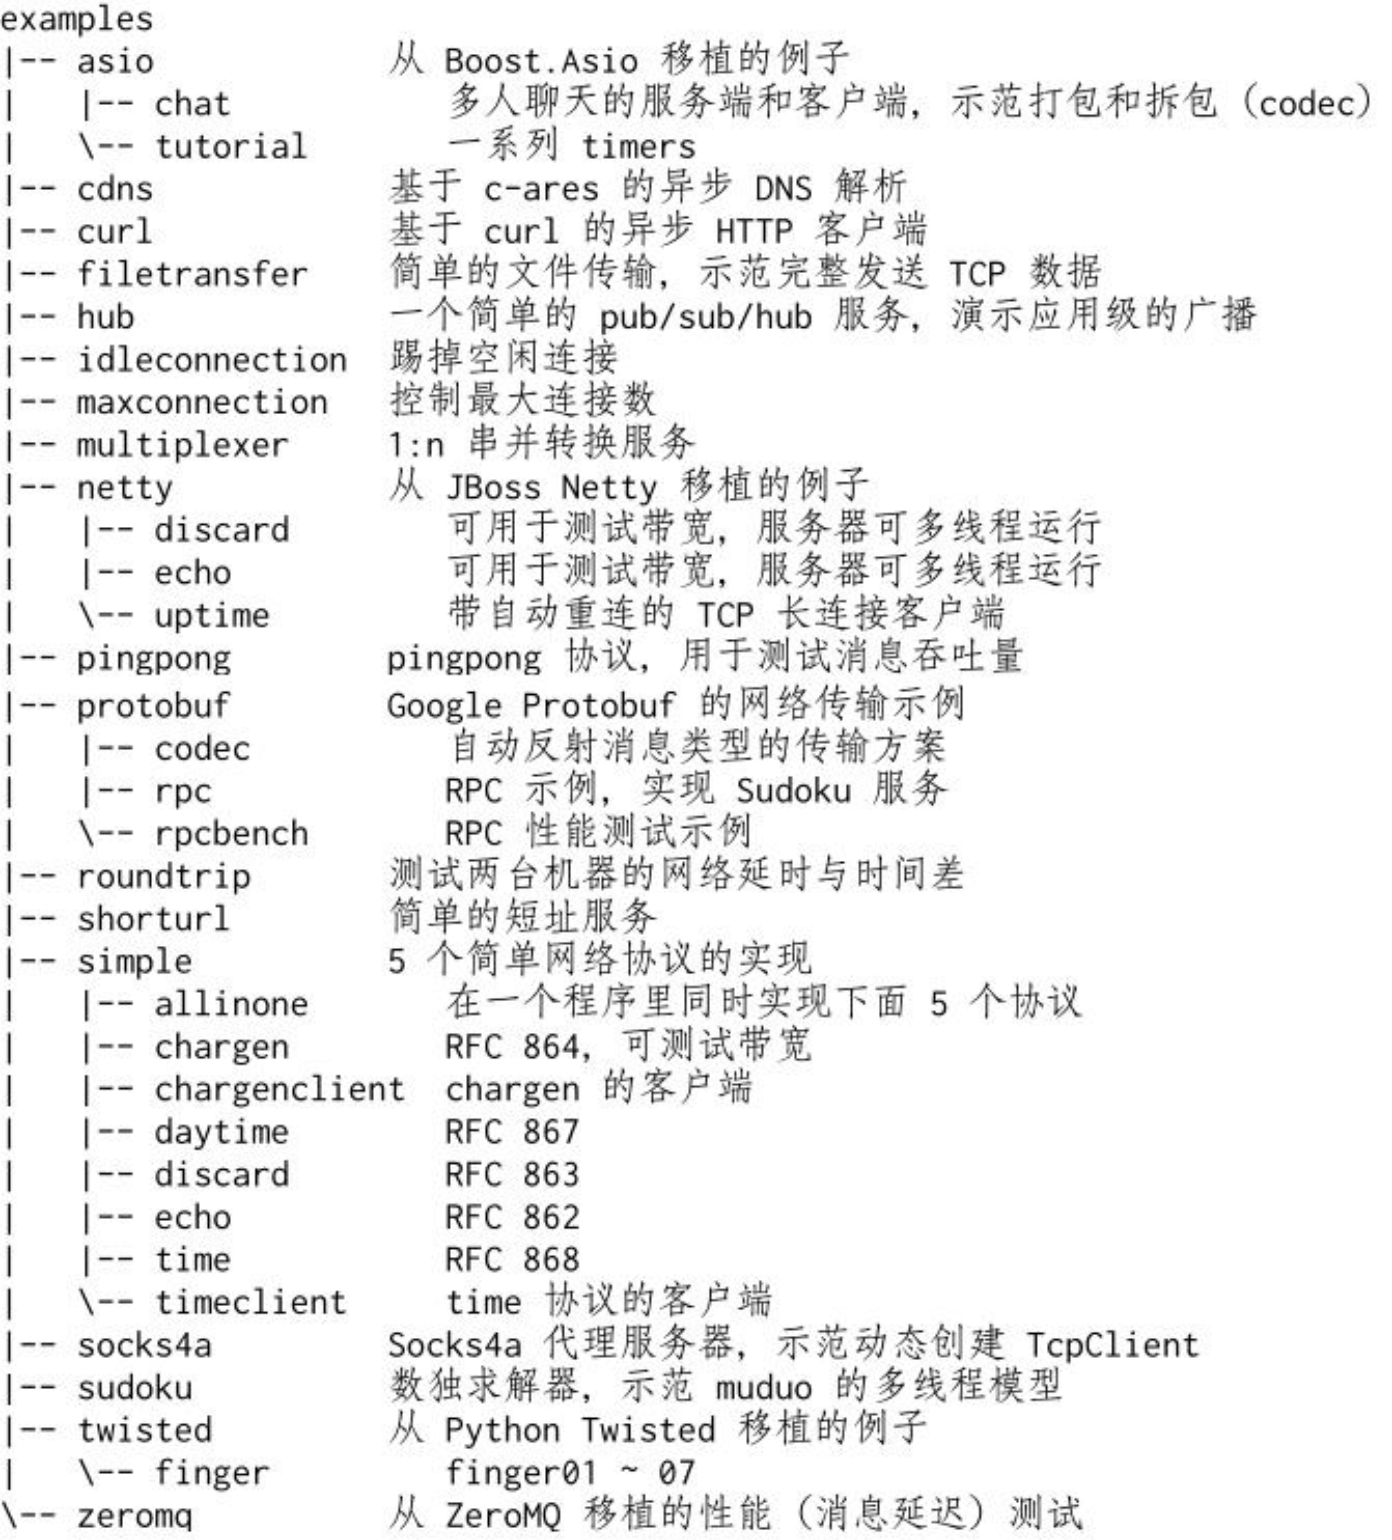 examples
|-- asio            从 Boost.Asio 移植的例子
|   |-- chat           多人聊天的服务端和客户端，示范打包和拆包（codec）
|   \-- tutorial       一系列 timers
|-- cdns            基于 c-ares 的异步 DNS 解析
|-- curl            基于 curl 的异步 HTTP 客户端
|-- filetransfer    简单的文件传输，示范完整发送 TCP 数据
|-- hub             一个简单的 pub/sub/hub 服务，演示应用级的广播
|-- idleconnection  踢掉空闲连接
|-- maxconnection   控制最大连接数
|-- multiplexer     1:n 串并转换服务
|-- netty           从 JBoss Netty 移植的例子
|   |-- discard        可用于测试带宽，服务器可多线程运行
|   |-- echo           可用于测试带宽，服务器可多线程运行
|   \-- uptime         带自动重连的 TCP 长连接客户端
|-- pingpong        pingpong 协议，用于测试消息吞吐量
|-- protobuf        Google Protobuf 的网络传输示例
|   |-- codec          自动反射消息类型的传输方案
|   |-- rpc            RPC 示例，实现 Sudoku 服务
|   \-- rpcbench       RPC 性能测试示例
|-- roundtrip       测试两台机器的网络延时与时间差
|-- shorturl        简单的短址服务
|-- simple          5 个简单网络协议的实现
|   |-- allinone       在一个程序里同时实现下面 5 个协议
|   |-- chargen        RFC 864，可测试带宽
|   |-- chargenclient  chargen 的客户端
|   |-- daytime        RFC 867
|   |-- discard        RFC 863
|   |-- echo           RFC 862
|   |-- time           RFC 868
|   \-- timeclient     time 协议的客户端
|-- socks4a         Socks4a 代理服务器，示范动态创建 TcpClient
|-- sudoku          数独求解器，示范 muduo 的多线程模型
|-- twisted         从 Python Twisted 移植的例子
|   \-- finger         finger01 ~ 07
\-- zeromq          从 ZeroMQ 移植的性能（消息延迟）测试